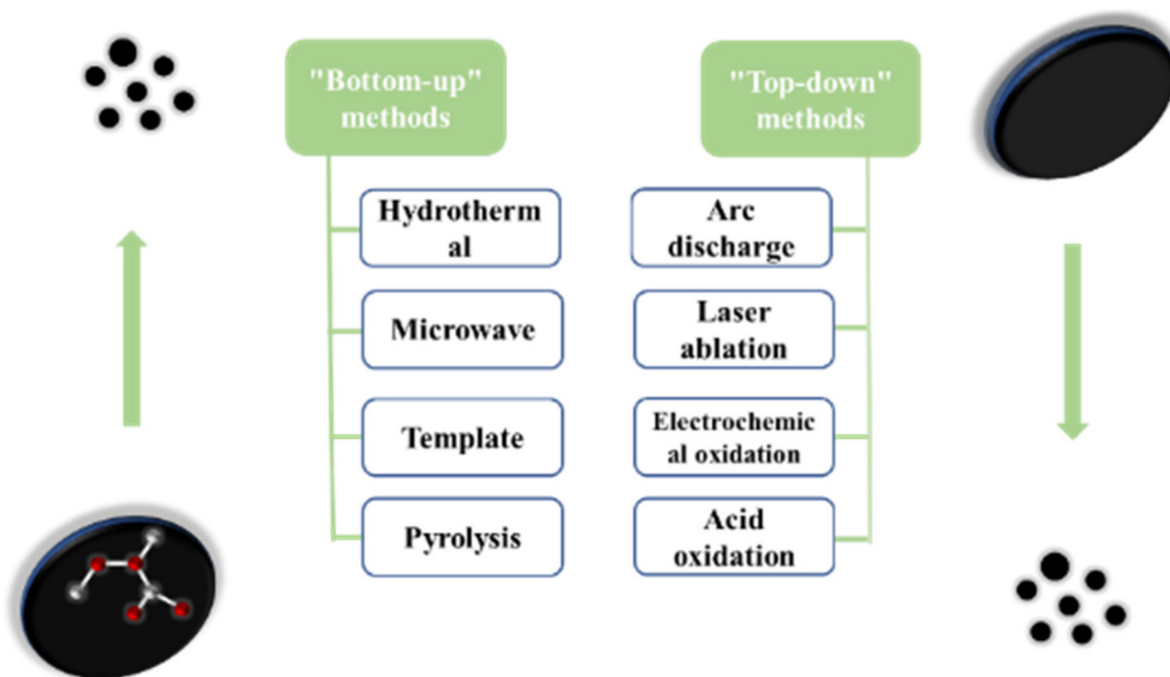 "Bottom-up"
methods
Hydrotherm
al
Microwave
Template
Pyrolysis
"Top-down"
methods
Arc
discharge
Laser
ablation
Electrochemic
al oxidation
Acid
oxidation